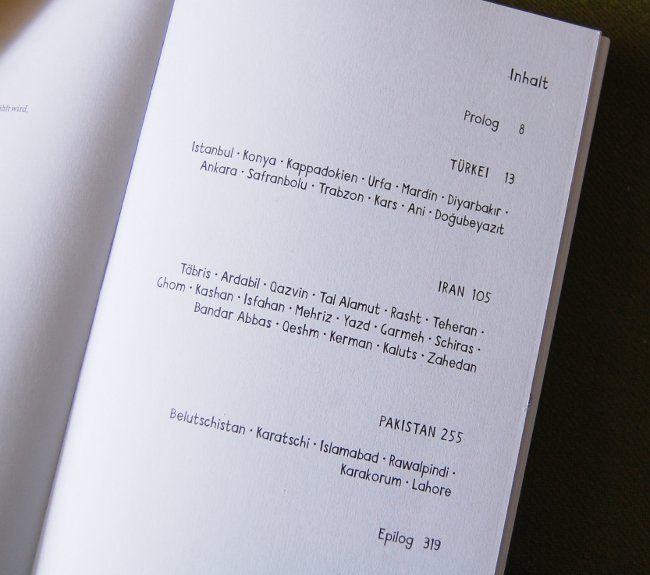 ählt wird,
Inhalt
Prolog 8
TÜRKEI 13
Istanbul · Konya · Kappadokien · Urfa · Mardin · Diyarbakır ·
Ankara · Safranbolu · Trabzon · Kars · Ani · Doğubeyazıt
IRAN 105
Täbris · Ardabil · Qazvin · Tal Alamut · Rasht · Teheran ·
Ghom · Kashan · Isfahan · Mehriz · Yazd · Garmeh · Schiras ·
Bandar Abbas · Qeshm · Kerman · Kaluts · Zahedan
PAKISTAN 255
Belutschistan · Karatschi · Islamabad · Rawalpindi ·
Karakorum · Lahore
Epilog 319